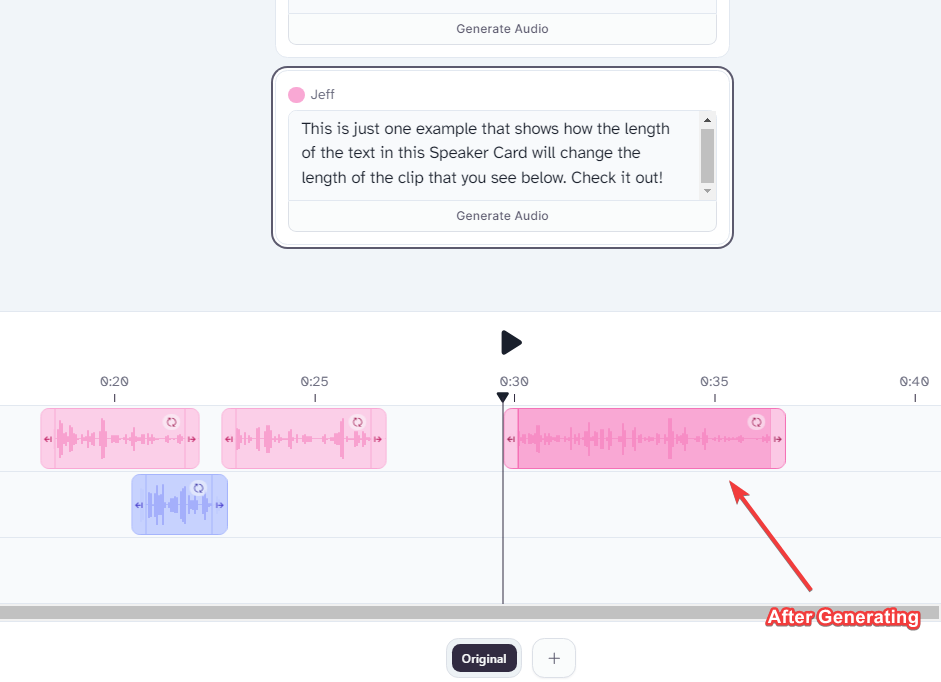 Generate Audio
Jeff
This is just one example that shows how the length
of the text in this Speaker Card will change the
length of the clip that you see below. Check it out!
Generate Audio
0:20 0:25 0:30 0:35 0:40
After Generating
Original +